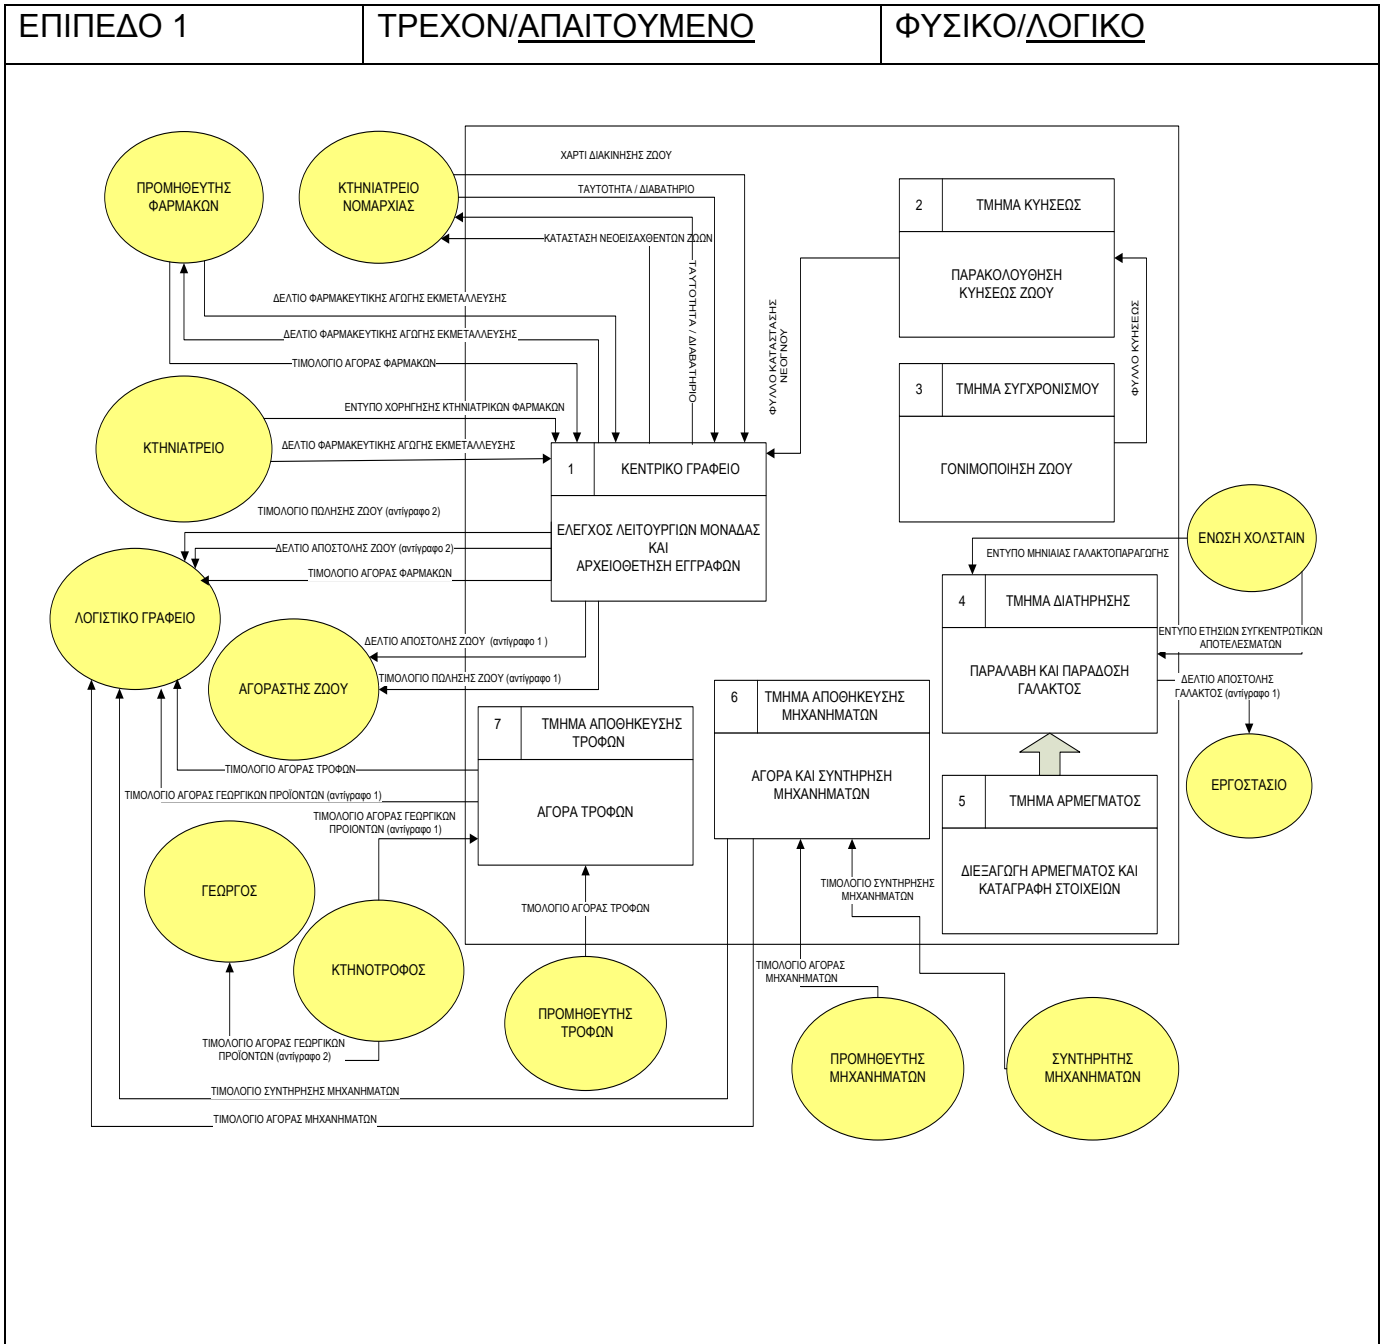 ΕΠΙΠΕΔΟ 1
ΤΡΕΧΟΝ/ΑΠΑΙΤΟΥΜΕΝΟ
ΦΥΣΙΚΟ/ΛΟΓΙΚΟ
ΠΡΟΜΗΘΕΥΤΗΣ
ΦΑΡΜΑΚΩΝ
ΚΤΗΝΙΑΤΡΕΙΟ
ΝΟΜΑΡΧΙΑΣ
ΧΑΡΤΙ ΔΙΑΚΙΝΗΣΗΣ ΖΩΟΥ
ΤΑΥΤΟΤΗΤΑ / ΔΙΑΒΑΤΗΡΙΟ
ΚΑΤΑΣΤΑΣΗ ΝΕΟΕΙΣΑΧΘΕΝΤΩΝ ΖΩΩΝ
ΤΑΥΤΟΤΗΤΑ / ΔΙΑΒΑΤΗΡΙΟ
2
ΤΜΗΜΑ ΚΥΗΣΕΩΣ
ΠΑΡΑΚΟΛΟΥΘΗΣΗ
ΚΥΗΣΕΩΣ ΖΩΟΥ
ΦΥΛΛΟ ΚΑΤΑΣΤΑΣΗΣ
ΝΕΟΓΝΟΥ
ΦΥΛΛΟ ΚΥΗΣΕΩΣ
ΔΕΛΤΙΟ ΦΑΡΜΑΚΕΥΤΙΚΗΣ ΑΓΩΓΗΣ ΕΚΜΕΤΑΛΛΕΥΣΗΣ
ΔΕΛΤΙΟ ΦΑΡΜΑΚΕΥΤΙΚΗΣ ΑΓΩΓΗΣ ΕΚΜΕΤΑΛΛΕΥΣΗΣ
ΤΙΜΟΛΟΓΙΟ ΑΓΟΡΑΣ ΦΑΡΜΑΚΩΝ
3
ΤΜΗΜΑ ΣΥΓΧΡΟΝΙΣΜΟΥ
ΓΟΝΙΜΟΠΟΙΗΣΗ ΖΩΟΥ
ΚΤΗΝΙΑΤΡΕΙΟ
ΕΝΤΥΠΟ ΧΟΡΗΓΗΣΗΣ ΚΤΗΝΙΑΤΡΙΚΩΝ ΦΑΡΜΑΚΩΝ
ΔΕΛΤΙΟ ΦΑΡΜΑΚΕΥΤΙΚΗΣ ΑΓΩΓΗΣ ΕΚΜΕΤΑΛΛΕΥΣΗΣ
1
ΚΕΝΤΡΙΚΟ ΓΡΑΦΕΙΟ
ΕΛΕΓΧΟΣ ΛΕΙΤΟΥΡΓΙΩΝ ΜΟΝΑΔΑΣ
ΚΑΙ
ΑΡΧΕΙΟΘΕΤΗΣΗ ΕΓΓΡΑΦΩΝ
ΤΙΜΟΛΟΓΙΟ ΠΩΛΗΣΗΣ ΖΩΟΥ (αντίγραφο 2)
ΔΕΛΤΙΟ ΑΠΟΣΤΟΛΗΣ ΖΩΟΥ (αντίγραφο 2)
ΤΙΜΟΛΟΓΙΟ ΑΓΟΡΑΣ ΦΑΡΜΑΚΩΝ
ΛΟΓΙΣΤΙΚΟ ΓΡΑΦΕΙΟ
ΕΝΩΣΗ ΧΟΛΣΤΑΙΝ
ΕΝΤΥΠΟ ΜΗΝΙΑΙΑΣ ΓΑΛΑΚΤΟΠΑΡΑΓΩΓΗΣ
4
ΤΜΗΜΑ ΔΙΑΤΗΡΗΣΗΣ
ΠΑΡΑΛΑΒΗ ΚΑΙ ΠΑΡΑΔΟΣΗ
ΓΑΛΑΚΤΟΣ
ΕΝΤΥΠΟ ΕΤΗΣΙΩΝ ΣΥΓΚΕΝΤΡΩΤΙΚΩΝ
ΑΠΟΤΕΛΕΣΜΑΤΩΝ
ΔΕΛΤΙΟ ΑΠΟΣΤΟΛΗΣ
ΓΑΛΑΚΤΟΣ (αντίγραφο 1)
ΔΕΛΤΙΟ ΑΠΟΣΤΟΛΗΣ ΖΩΟΥ (αντίγραφο 1 )
ΤΙΜΟΛΟΓΙΟ ΠΩΛΗΣΗΣ ΖΩΟΥ (αντίγραφο 1)
ΑΓΟΡΑΣΤΗΣ ΖΩΟΥ
6
ΤΜΗΜΑ ΑΠΟΘΗΚΕΥΣΗΣ
ΜΗΧΑΝΗΜΑΤΩΝ
ΑΓΟΡΑ ΚΑΙ ΣΥΝΤΗΡΗΣΗ
ΜΗΧΑΝΗΜΑΤΩΝ
7
ΤΜΗΜΑ ΑΠΟΘΗΚΕΥΣΗΣ
ΤΡΟΦΩΝ
ΑΓΟΡΑ ΤΡΟΦΩΝ
ΤΙΜΟΛΟΓΙΟ ΑΓΟΡΑΣ ΤΡΟΦΩΝ
ΤΙΜΟΛΟΓΙΟ ΑΓΟΡΑΣ ΓΕΩΡΓΙΚΩΝ ΠΡΟΪΟΝΤΩΝ (αντίγραφο 1)
ΤΙΜΟΛΟΓΙΟ ΑΓΟΡΑΣ ΓΕΩΡΓΙΚΩΝ
ΠΡΟΙΟΝΤΩΝ (αντίγραφο 1)
ΕΡΓΟΣΤΑΣΙΟ
5
ΤΜΗΜΑ ΑΡΜΕΓΜΑΤΟΣ
ΔΙΕΞΑΓΩΓΗ ΑΡΜΕΓΜΑΤΟΣ ΚΑΙ
ΚΑΤΑΓΡΑΦΗ ΣΤΟΙΧΕΙΩΝ
ΓΕΩΡΓΟΣ
ΚΤΗΝΟΤΡΟΦΟΣ
ΤΜΟΛΟΓΙΟ ΑΓΟΡΑΣ ΤΡΟΦΩΝ
ΤΙΜΟΛΟΓΙΟ ΣΥΝΤΗΡΗΣΗΣ
ΜΗΧΑΝΗΜΑΤΩΝ
ΤΙΜΟΛΟΓΙΟ ΑΓΟΡΑΣ
ΜΗΧΑΝΗΜΑΤΩΝ
ΠΡΟΜΗΘΕΥΤΗΣ
ΤΡΟΦΩΝ
ΤΙΜΟΛΟΓΙΟ ΑΓΟΡΑΣ ΓΕΩΡΓΙΚΩΝ
ΠΡΟΪΟΝΤΩΝ (αντίγραφο 2)
ΠΡΟΜΗΘΕΥΤΗΣ
ΜΗΧΑΝΗΜΑΤΩΝ
ΣΥΝΤΗΡΗΤΗΣ
ΜΗΧΑΝΗΜΑΤΩΝ
ΤΙΜΟΛΟΓΙΟ ΣΥΝΤΗΡΗΣΗΣ ΜΗΧΑΝΗΜΑΤΩΝ
ΤΙΜΟΛΟΓΙΟ ΑΓΟΡΑΣ ΜΗΧΑΝΗΜΑΤΩΝ